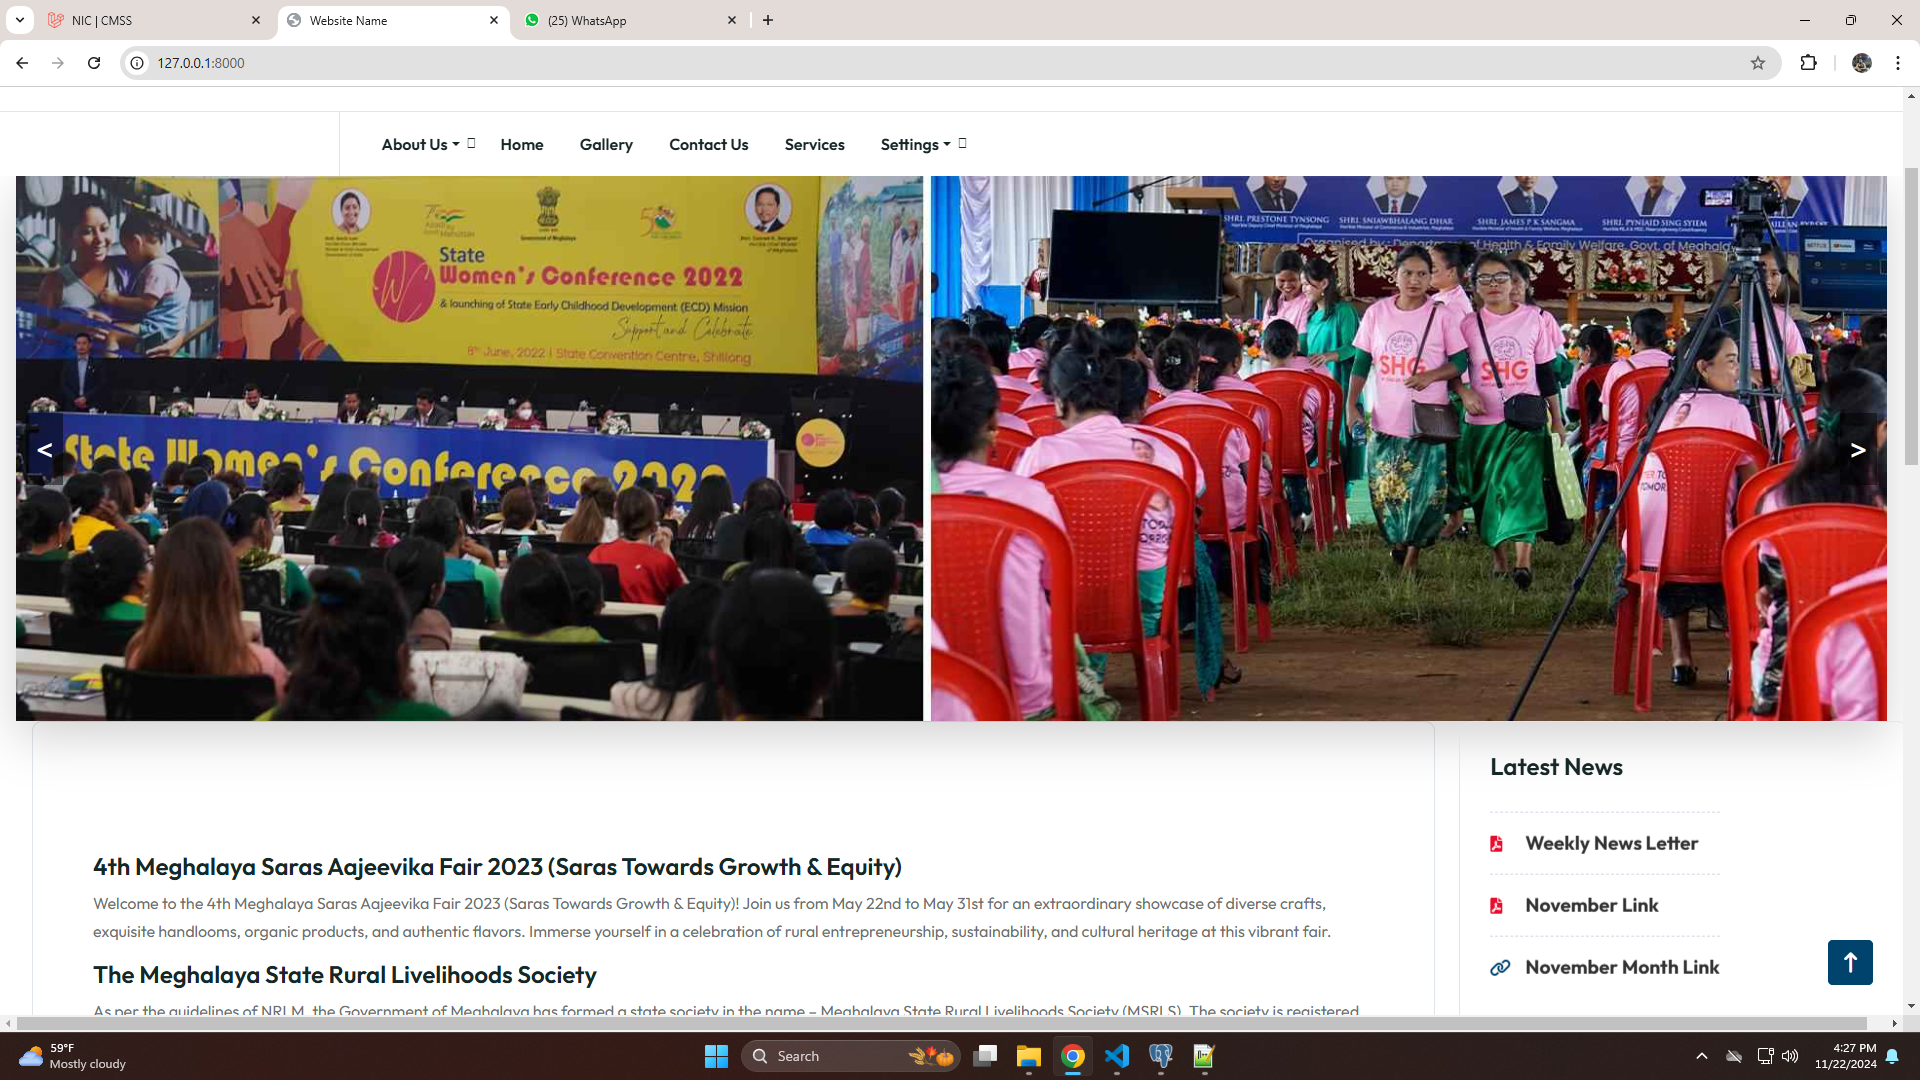 NIC | CMSS
Website Name
(25) WhatsApp
127.0.0.1:8000
About Us
Home
Gallery
Contact Us
Services
Settings
State
Women's Conference 2022
& launching of State Early Childhood Development (ECD) Mission
Support and Celebrate
8th June, 2022 | State Convention Centre, Shillong
State Women's Conference 2022
SHRI. PRESTONE TYNSONG
SHRI. SNIAWBHALANG DHAR
SHRI. JAMES P K SANGMA
SHRI. PYNIAID SING SYIEM
Organised by: Department of Health & Family Welfare, Govt. of Meghalaya
SHG
SHG
<
>
4th Meghalaya Saras Aajeevika Fair 2023 (Saras Towards Growth & Equity)
Welcome to the 4th Meghalaya Saras Aajeevika Fair 2023 (Saras Towards Growth & Equity)! Join us from May 22nd to May 31st for an extraordinary showcase of diverse crafts,
exquisite handlooms, organic products, and authentic flavors. Immerse yourself in a celebration of rural entrepreneurship, sustainability, and cultural heritage at this vibrant fair.
The Meghalaya State Rural Livelihoods Society
As per the guidelines of NRLM, the Government of Meghalaya has formed a state society in the name – Meghalaya State Rural Livelihoods Society (MSRLS). The society is registered
Latest News
Weekly News Letter
November Link
November Month Link
59°F
Mostly cloudy
Search
4:27 PM
11/22/2024